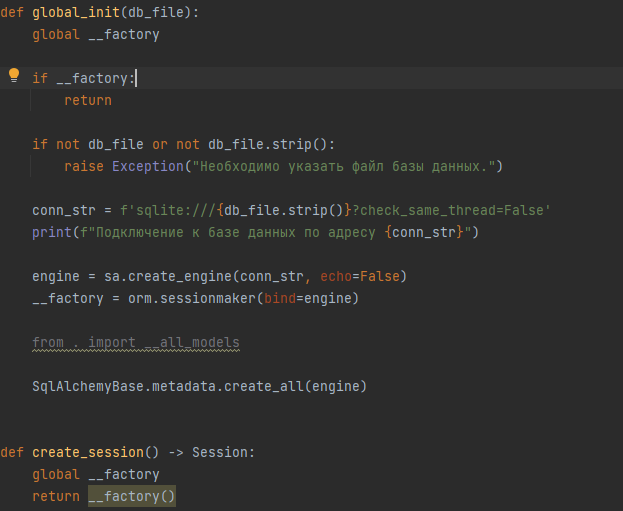 def global_init(db_file):
    global __factory
    if __factory:
        return
    if not db_file or not db_file.strip():
        raise Exception("Необходимо указать файл базы данных.")
    conn_str = f'sqlite:///{db_file.strip()}?check_same_thread=False'
    print(f"Подключение к базе данных по адресу {conn_str}")
    engine = sa.create_engine(conn_str, echo=False)
    __factory = orm.sessionmaker(bind=engine)
    from . import __all_models
    SqlAlchemyBase.metadata.create_all(engine)
def create_session() -> Session:
    global __factory
    return __factory()